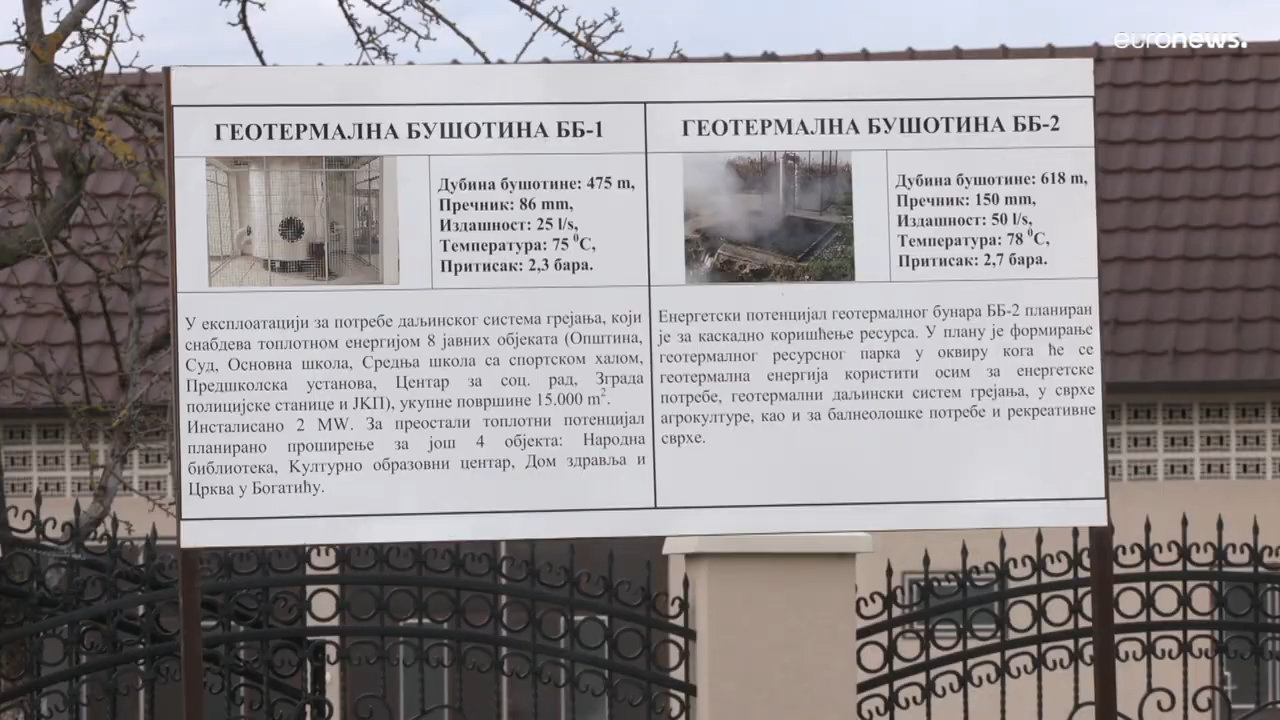 euronews.
ГЕОТЕРМАЛНА БУШОТИНА ББ-1
Дубина бушотине: 475 m,
Пречник: 86 mm,
Издашност: 25 l/s,
Температура: 75 ⁰C,
Притисак: 2,3 бара.
У експлоатацији за потребе даљинског система грејања, који
снабдева топлотном енергијом 8 јавних објеката (Општина,
Суд, Основна школа, Средња школа са спортском халом,
Предшколска установа, Центар за соц. рад, Зграда
полицијске станице и ЈКП), укупне површине 15.000 m².
Инсталисано 2 MW. За преостали топлотни потенцијал
планирано проширење за још 4 објекта: Народна
библиотека, Културно образовни центар, Дом здравља и
Црква у Богатићу.
ГЕОТЕРМАЛНА БУШОТИНА ББ-2
Дубина бушотине: 618 m,
Пречник: 150 mm,
Издашност: 50 l/s,
Температура: 78 ⁰C,
Притисак: 2,7 бара.
Енергетски потенцијал геотермалног бунара ББ-2 планиран
је за каскадно коришћење ресурса. У плану је формирање
геотермалног ресурсног парка у оквиру кога ће се
геотермална енергија користити осим за енергетске
потребе, геотермални даљински систем грејања, у сврхе
агрокултуре, као и за балнеолошке потребе и рекреативне
сврхе.